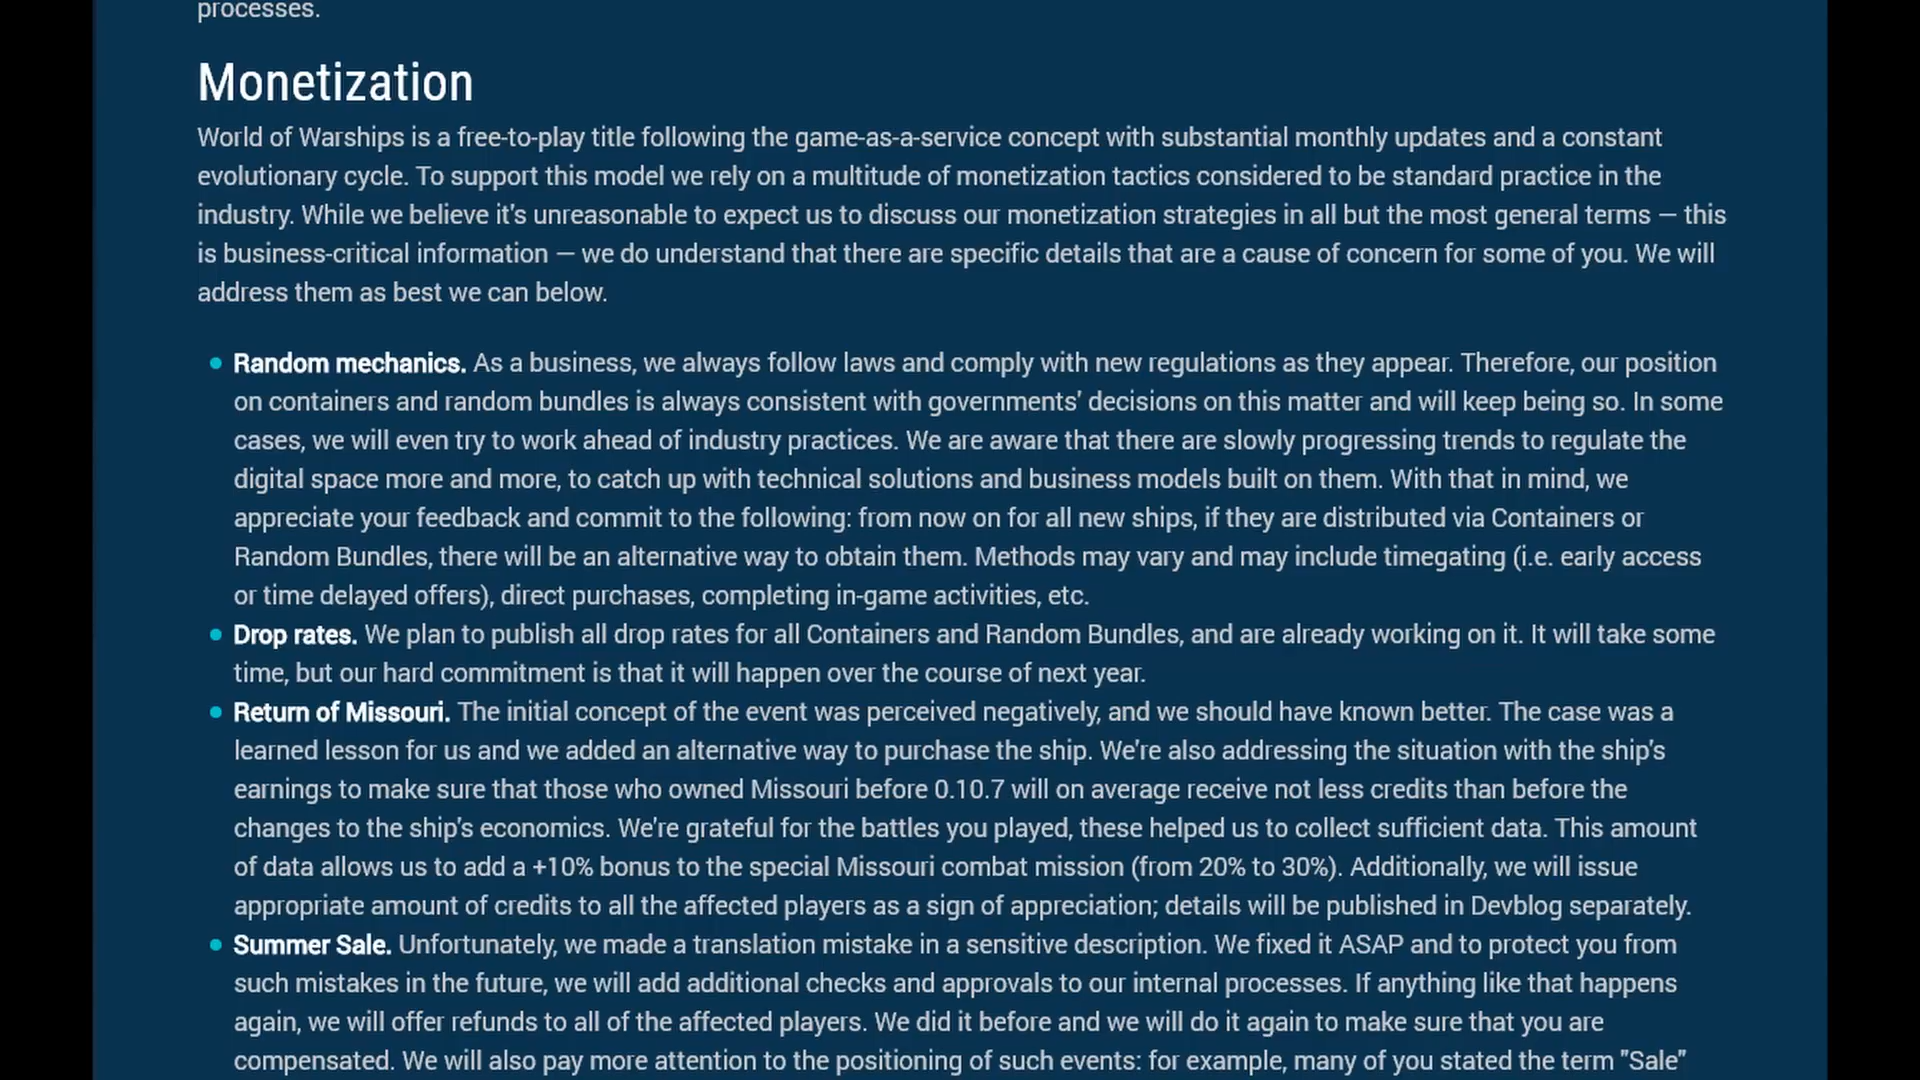 processes.
Monetization
World of Warships is a free-to-play title following the game-as-a-service concept with substantial monthly updates and a constant
evolutionary cycle. To support this model we rely on a multitude of monetization tactics considered to be standard practice in the
industry. While we believe it's unreasonable to expect us to discuss our monetization strategies in all but the most general terms — this
is business-critical information — we do understand that there are specific details that are a cause of concern for some of you. We will
address them as best we can below.
Random mechanics. As a business, we always follow laws and comply with new regulations as they appear. Therefore, our position
on containers and random bundles is always consistent with governments' decisions on this matter and will keep being so. In some
cases, we will even try to work ahead of industry practices. We are aware that there are slowly progressing trends to regulate the
digital space more and more, to catch up with technical solutions and business models built on them. With that in mind, we
appreciate your feedback and commit to the following: from now on for all new ships, if they are distributed via Containers or
Random Bundles, there will be an alternative way to obtain them. Methods may vary and may include timegating (i.e. early access
or time delayed offers), direct purchases, completing in-game activities, etc.
Drop rates. We plan to publish all drop rates for all Containers and Random Bundles, and are already working on it. It will take some
time, but our hard commitment is that it will happen over the course of next year.
Return of Missouri. The initial concept of the event was perceived negatively, and we should have known better. The case was a
learned lesson for us and we added an alternative way to purchase the ship. We're also addressing the situation with the ship's
earnings to make sure that those who owned Missouri before 0.10.7 will on average receive not less credits than before the
changes to the ship's economics. We're grateful for the battles you played, these helped us to collect sufficient data. This amount
of data allows us to add a +10% bonus to the special Missouri combat mission (from 20% to 30%). Additionally, we will issue
appropriate amount of credits to all the affected players as a sign of appreciation; details will be published in Devblog separately.
Summer Sale. Unfortunately, we made a translation mistake in a sensitive description. We fixed it ASAP and to protect you from
such mistakes in the future, we will add additional checks and approvals to our internal processes. If anything like that happens
again, we will offer refunds to all of the affected players. We did it before and we will do it again to make sure that you are
compensated. We will also pay more attention to the positioning of such events: for example, many of you stated the term "Sale"